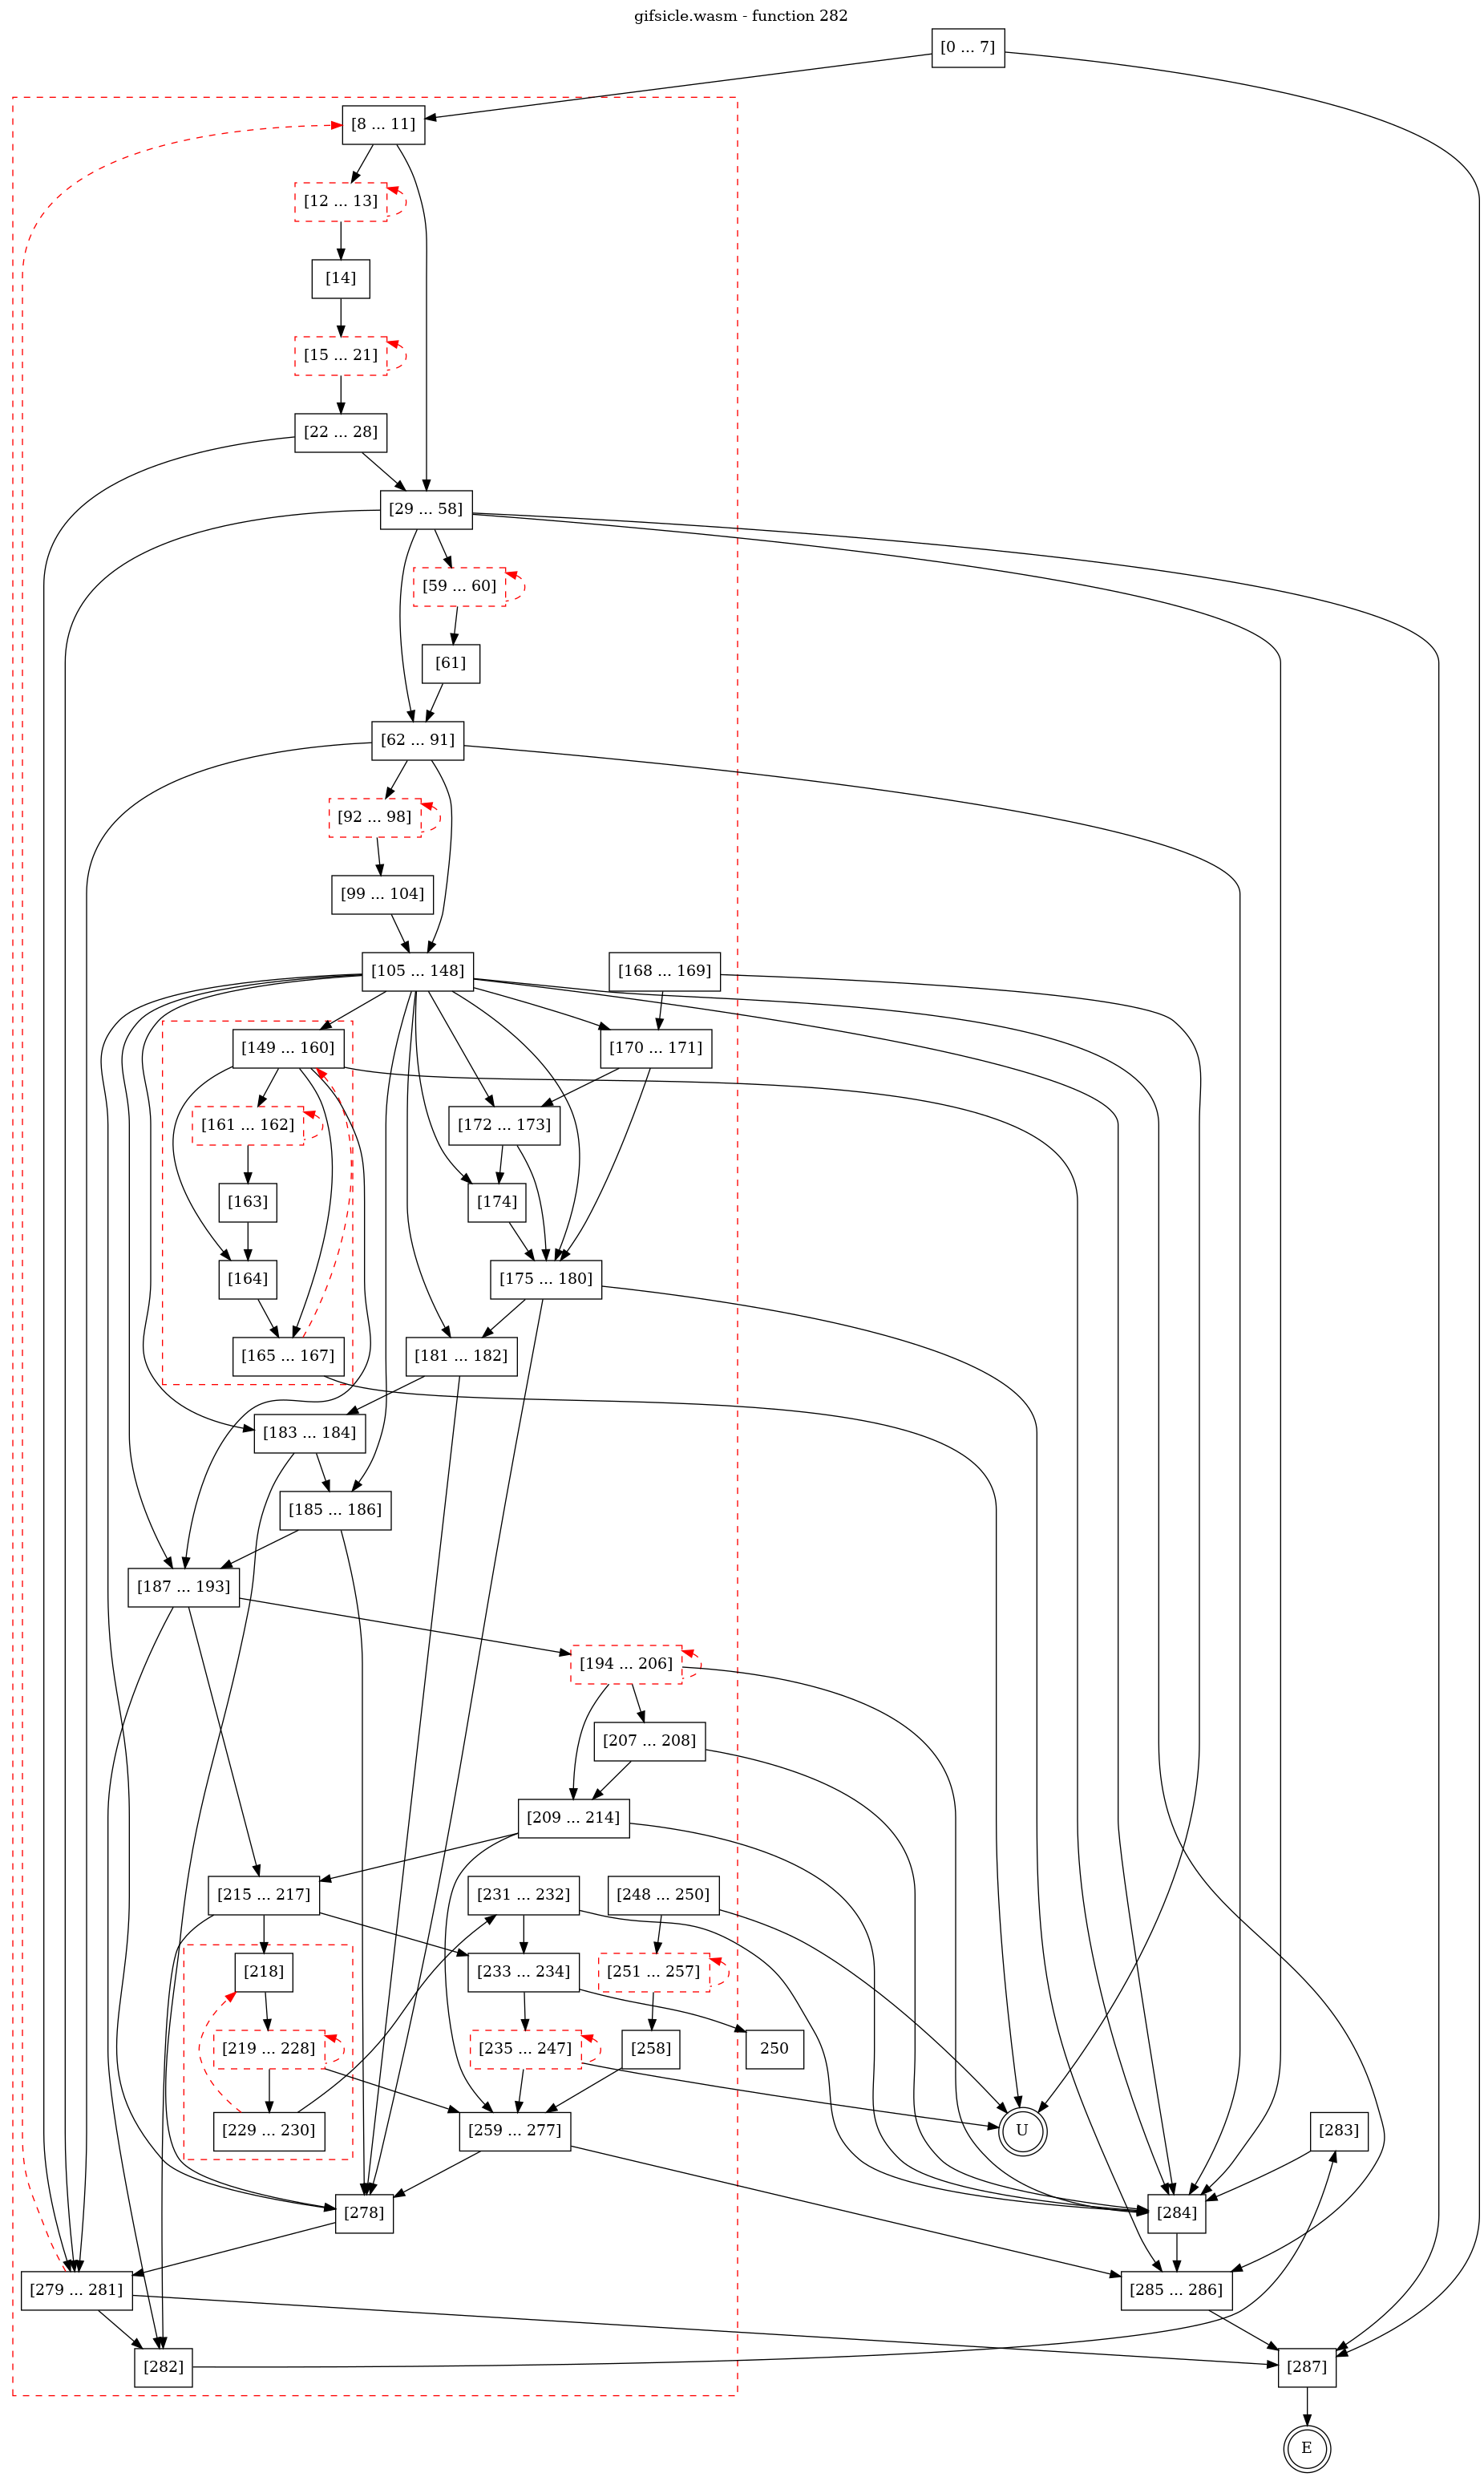 gifsicle.wasm - function 282
[0 ... 7]
[8 ... 11]
[12 ... 13]
[14]
[15 ... 21]
[22 ... 28]
[29 ... 58]
[59 ... 60]
[61]
[62 ... 91]
[92 ... 98]
[99 ... 104]
[105 ... 148]
[168 ... 169]
[149 ... 160]
[170 ... 171]
[161 ... 162]
[172 ... 173]
[163]
[174]
[164]
[175 ... 180]
[165 ... 167]
[181 ... 182]
[183 ... 184]
[185 ... 186]
[187 ... 193]
[194 ... 206]
[207 ... 208]
[209 ... 214]
[215 ... 217]
[231 ... 232]
[248 ... 250]
[218]
[233 ... 234]
[251 ... 257]
[219 ... 228]
[235 ... 247]
[258]
250
[229 ... 230]
[259 ... 277]
U
[283]
[278]
[284]
[279 ... 281]
[285 ... 286]
[282]
[287]
E